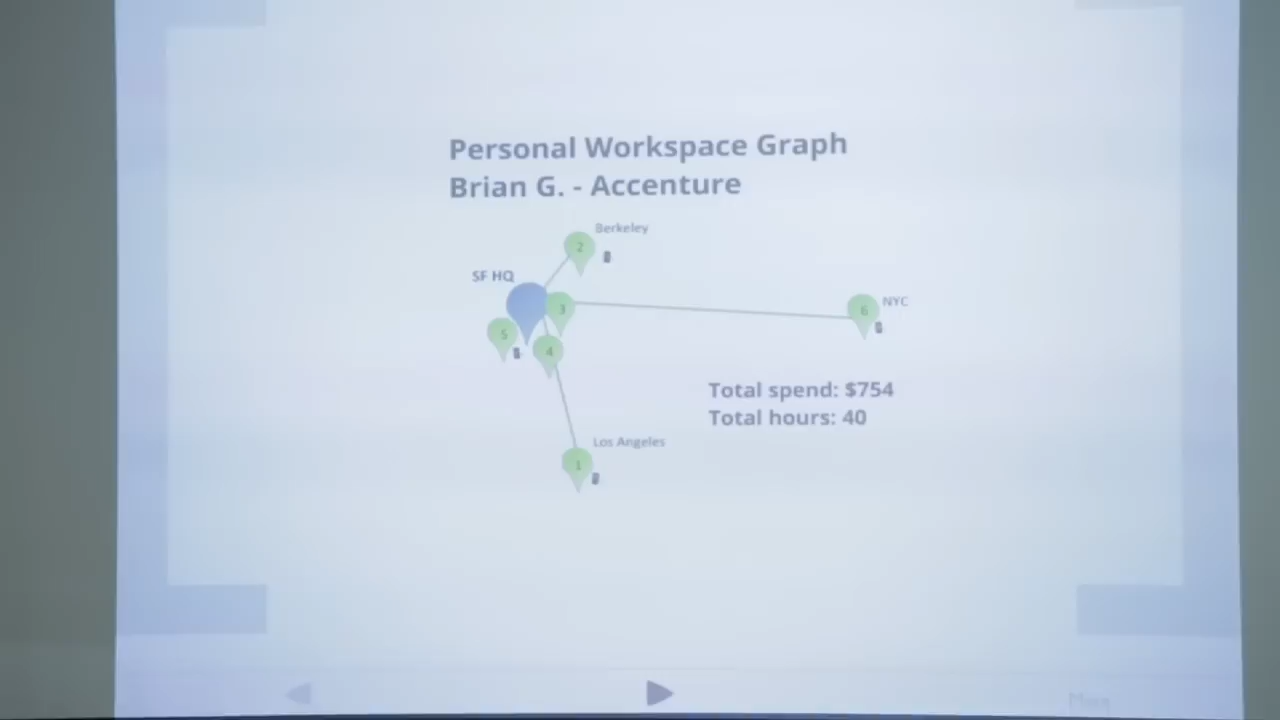 Personal Workspace Graph
Brian G. - Accenture
Berkeley
2
SF HQ
3
6
NYC
5
4
Total spend: $754
Total hours: 40
Los Angeles
1
More